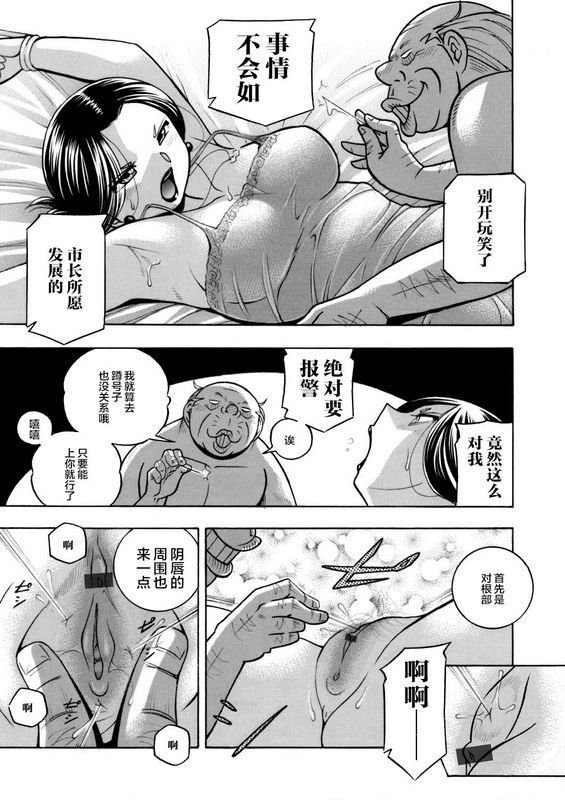 别开玩笑了
事情
不会如
市长所愿
发展的
竟然这么
对我
绝对要
报警
诶
我就算去
蹲号子
也没关系哦
只要能
上你就行了
嘻嘻
首先是
对根部
啊啊——
阴唇的
周围也
来一点
啊
啊
啊
啊